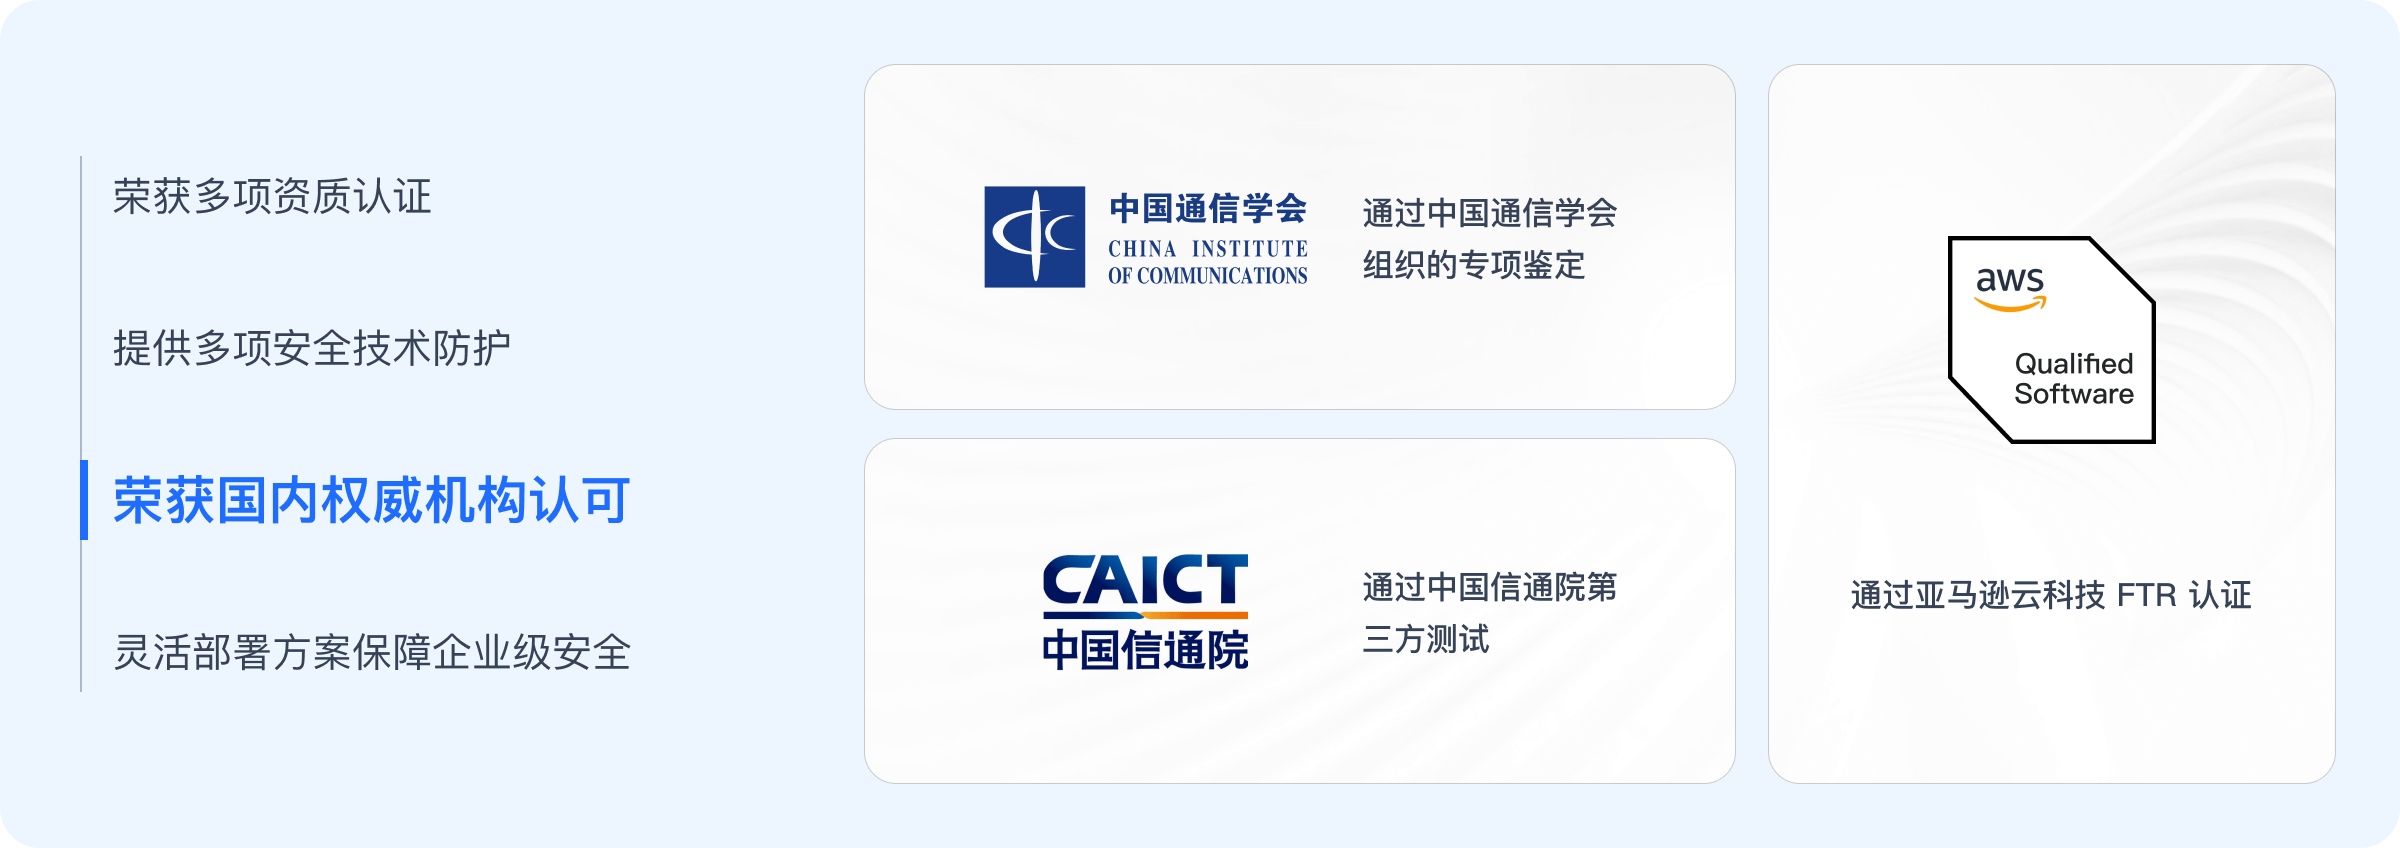 荣获多项资质认证
提供多项安全技术防护
荣获国内权威机构认可
灵活部署方案保障企业级安全
中国通信学会
CHINA INSTITUTE
OF COMMUNICATIONS
通过中国通信学会
组织的专项鉴定
CAICT
中国信通院
通过中国信通院第
三方测试
aws
Qualified
Software
通过亚马逊云科技 FTR 认证